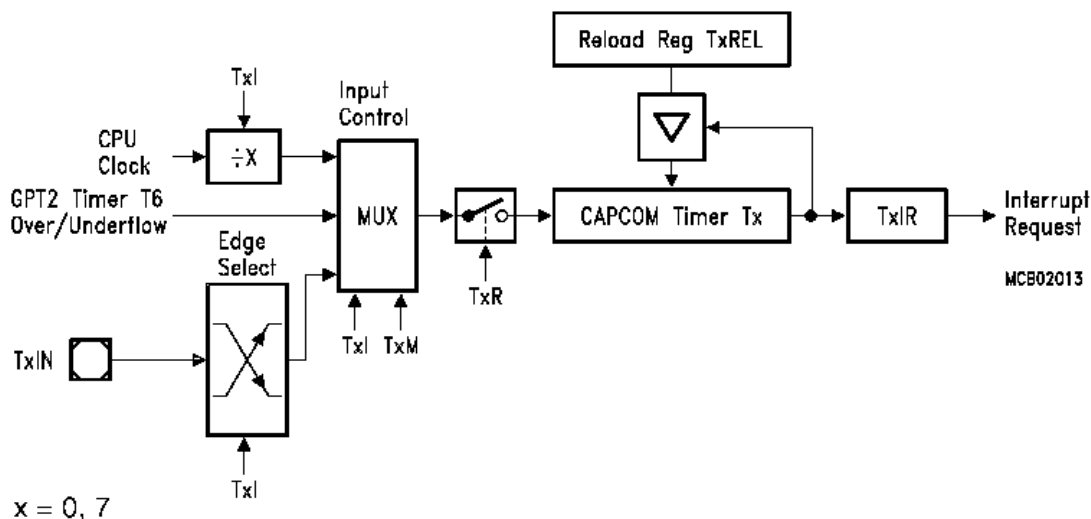 Reload Reg TxREL
TxI
Input
Control
CPU
Clock
÷X
GPT2 Timer T6
Over/Underflow
MUX
CAPCOM Timer Tx
TxIR
Interrupt
Request
Edge
Select
MCB02013
TxR
TxI
TxM
TxIN
TxI
x = 0, 7